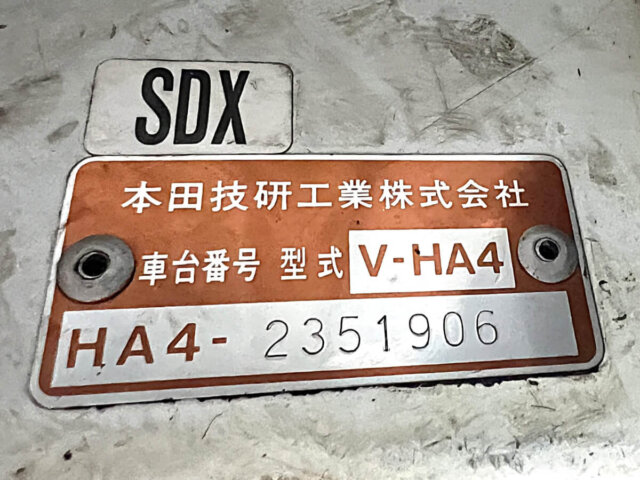 SDX
本田技研工業株式会社
車台番号 型式 V-HA4
HA4- 2351906